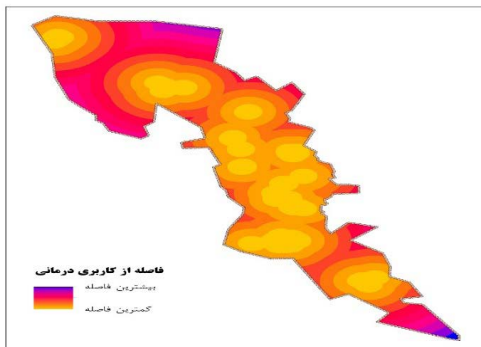 فاصله از کاربری درمانی
بیشترین فاصله
کمترین فاصله